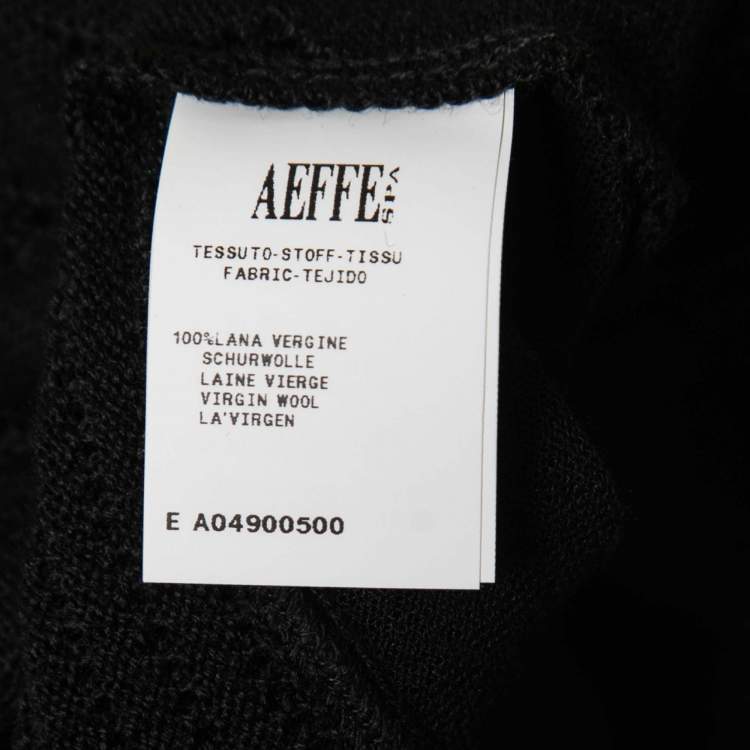 AEFFE SPA
TESSUTO-STOFF-TISSU
FABRIC-TEJIDO
100%LANA VERGINE
SCHURWOLLE
LAINE VIERGE
VIRGIN WOOL
LA'VIRGEN
E A04900500